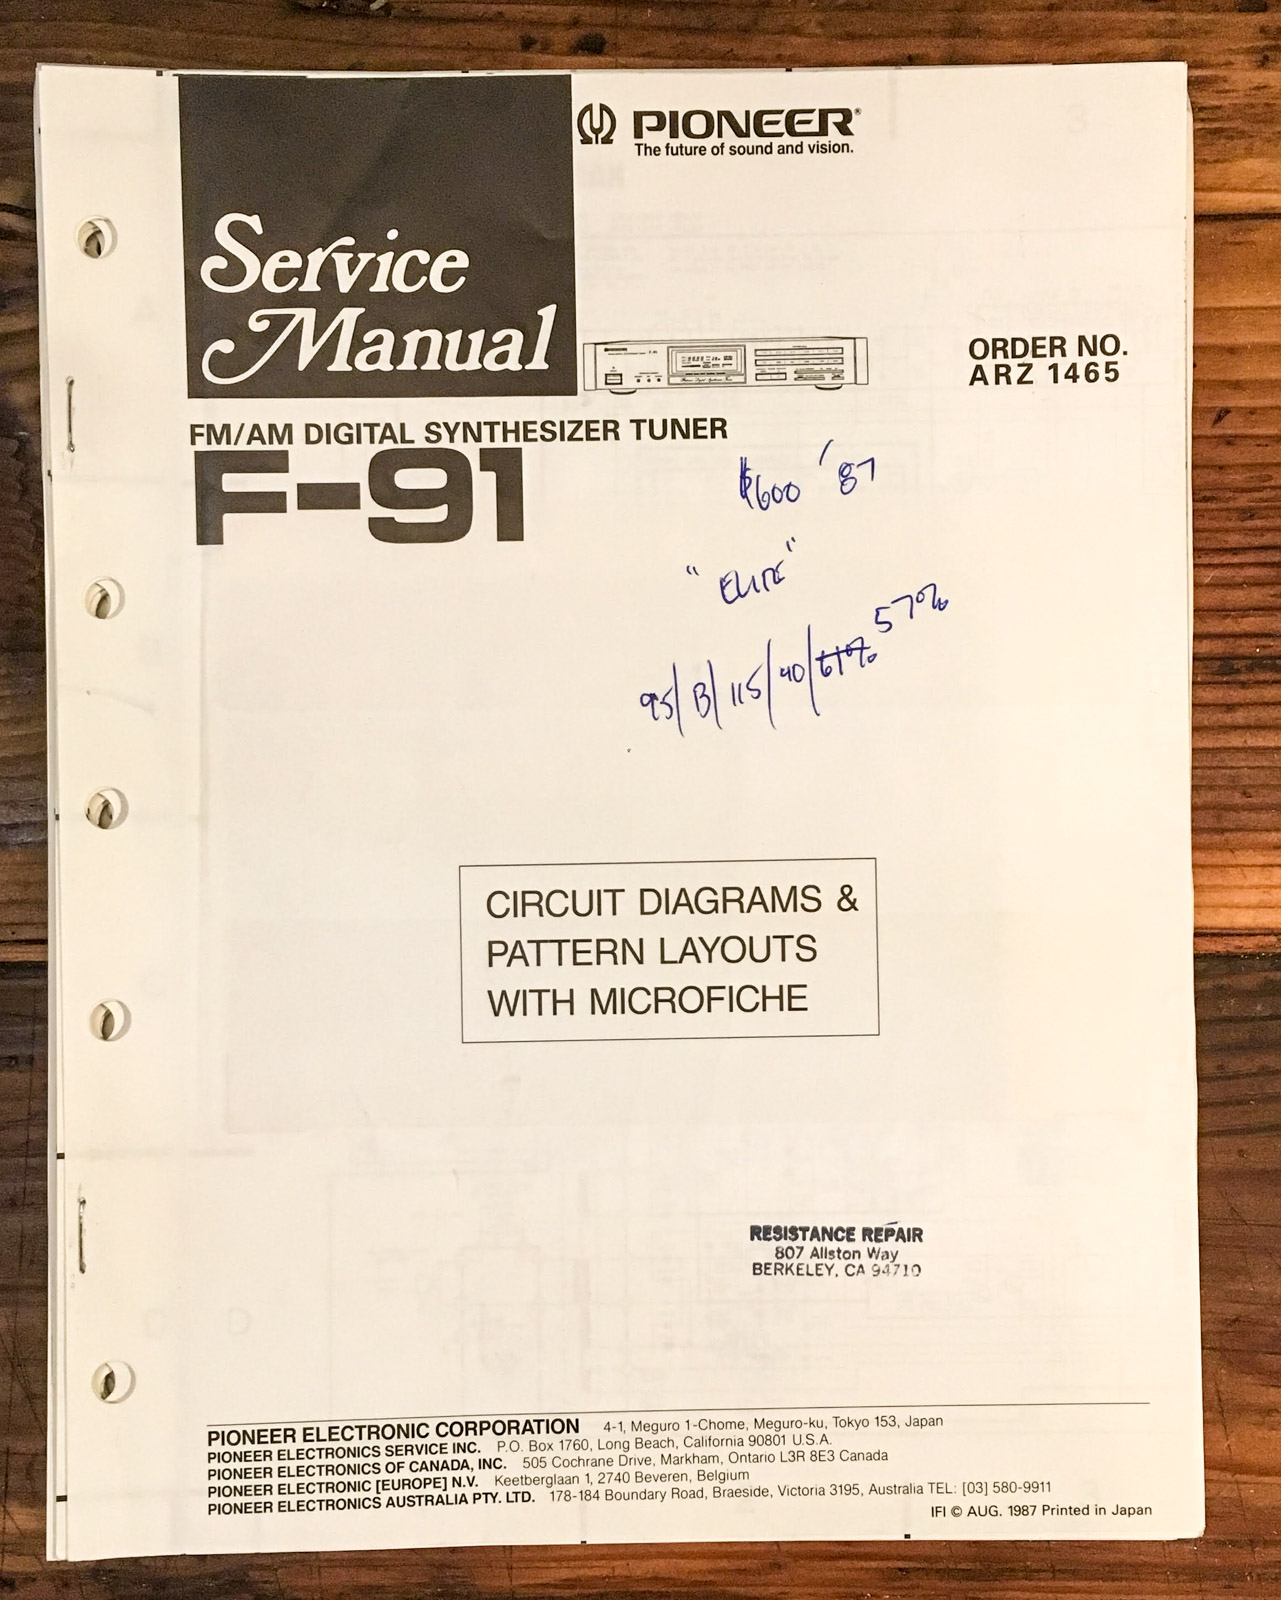 PIONEER®
The future of sound and vision.
Service
Manual
ORDER NO.
ARZ 1465
FM/AM DIGITAL SYNTHESIZER TUNER
F-91
$600 '87
"ELITE"
95/B/115/90/61% 57%
CIRCUIT DIAGRAMS &
PATTERN LAYOUTS
WITH MICROFICHE
RESISTANCE REPAIR
807 Allston Way
BERKELEY, CA 94710
PIONEER ELECTRONIC CORPORATION 4-1, Meguro 1-Chome, Meguro-ku, Tokyo 153, Japan
PIONEER ELECTRONICS SERVICE INC. P.O. Box 1760, Long Beach, California 90801 U.S.A.
PIONEER ELECTRONICS OF CANADA, INC. 505 Cochrane Drive, Markham, Ontario L3R 8E3 Canada
PIONEER ELECTRONIC [EUROPE] N.V. Keetberglaan 1, 2740 Beveren, Belgium
PIONEER ELECTRONICS AUSTRALIA PTY. LTD. 178-184 Boundary Road, Braeside, Victoria 3195, Australia TEL: [03] 580-9911
IFI © AUG. 1987 Printed in Japan